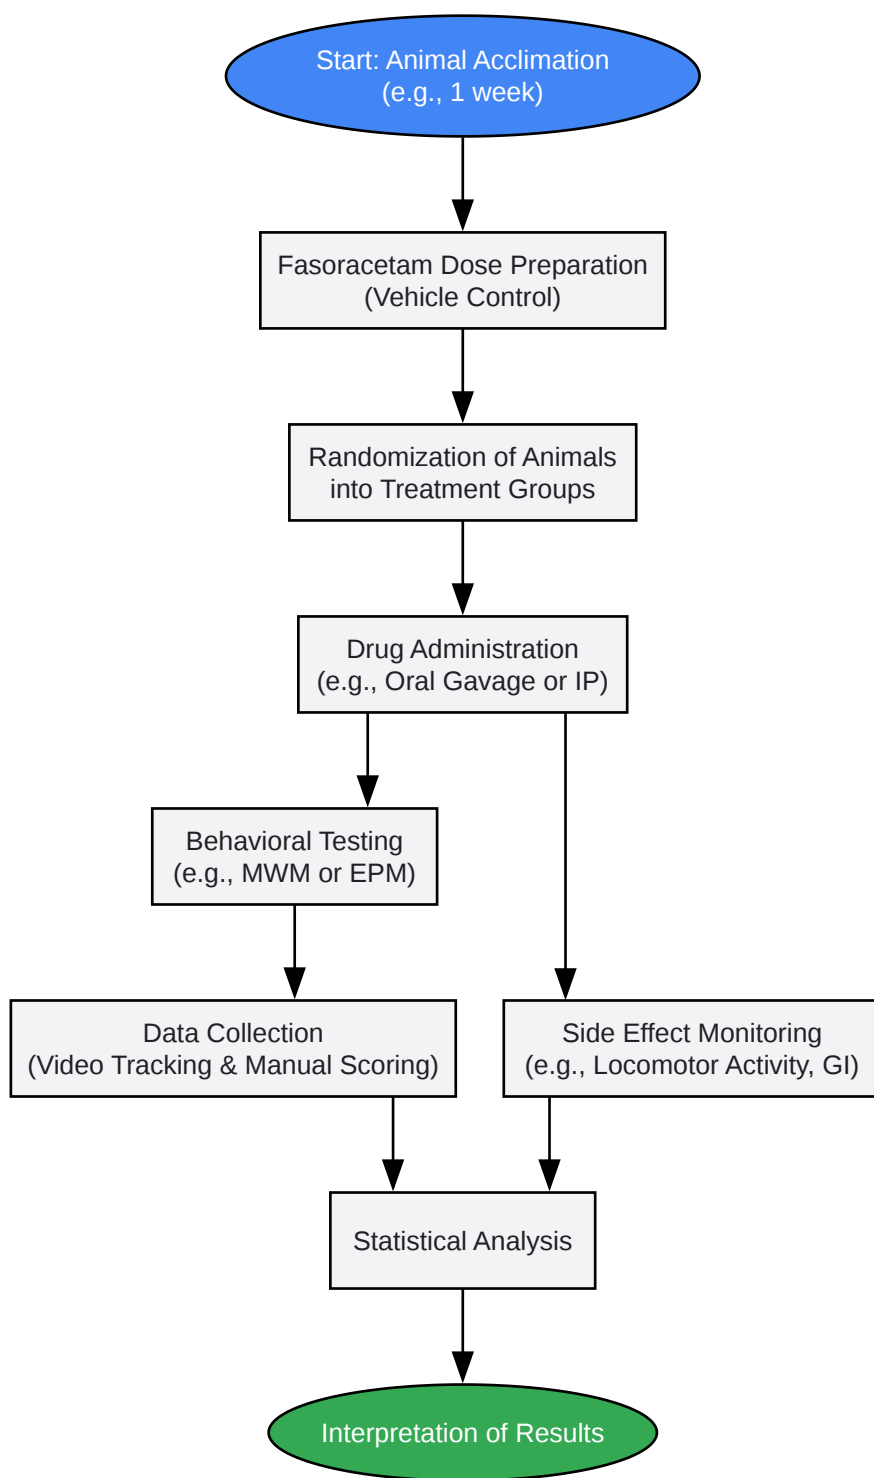 Start: Animal Acclimation
(e.g., 1 week)
Fasoracetam Dose Preparation
(Vehicle Control)
Randomization of Animals
into Treatment Groups
Drug Administration
(e.g., Oral Gavage or IP)
Behavioral Testing
(e.g., MWM or EPM)
Data Collection
(Video Tracking & Manual Scoring)
Side Effect Monitoring
(e.g., Locomotor Activity, GI)
Statistical Analysis
Interpretation of Results